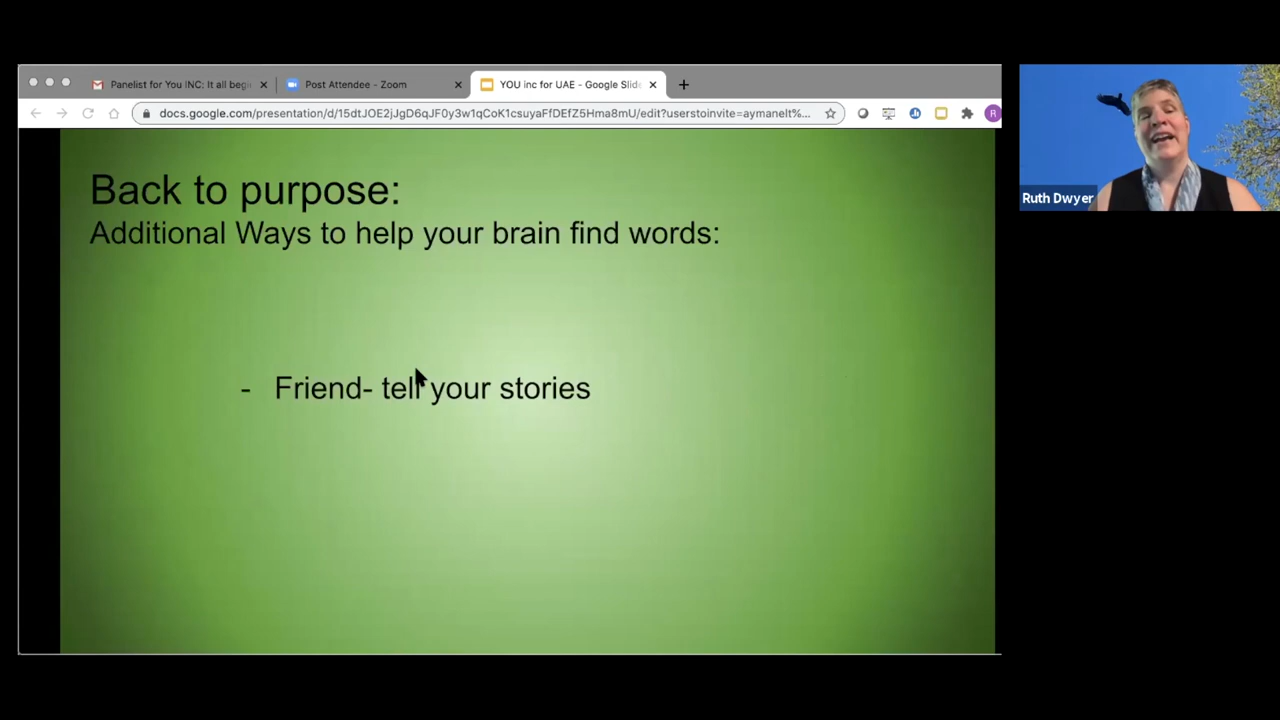 Panelist for You INC: It all begi
Post Attendee - Zoom
YOU inc for UAE - Google Slide
docs.google.com/presentation/d/15dtJOE2jJgD6qJF0y3w1qCoK1csuyaFfDEfZ5Hma8mU/edit?userstoinvite=aymanelt%...
R
Back to purpose:
Additional Ways to help your brain find words:
- Friend- tell your stories
Ruth Dwyer